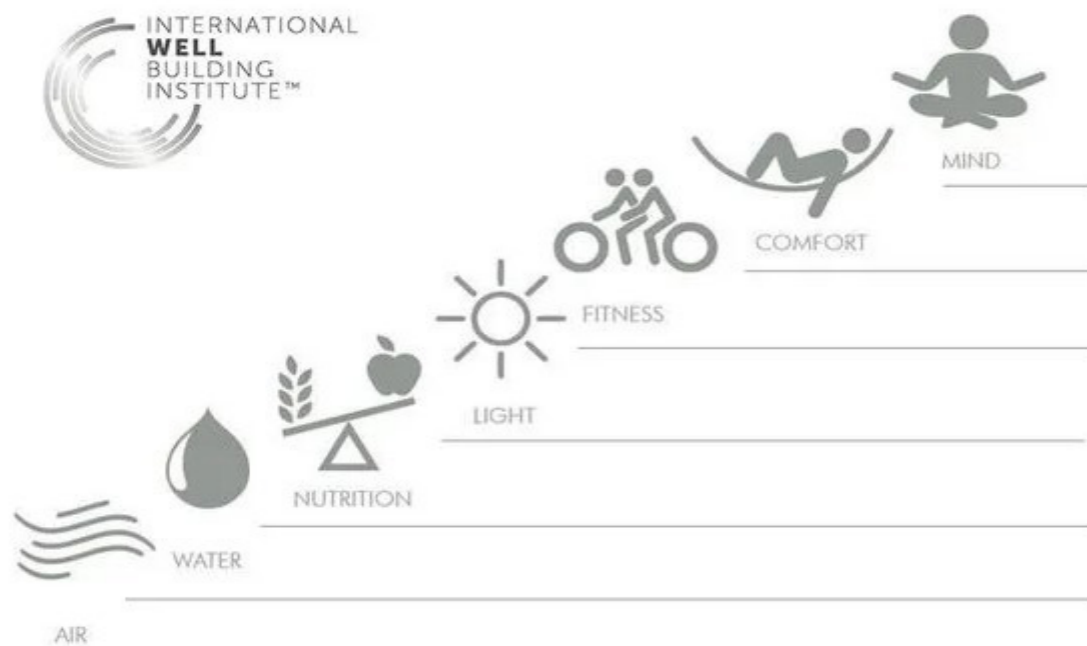 INTERNATIONAL
WELL
BUILDING
INSTITUTE™
MIND
COMFORT
FITNESS
LIGHT
NUTRITION
WATER
AIR